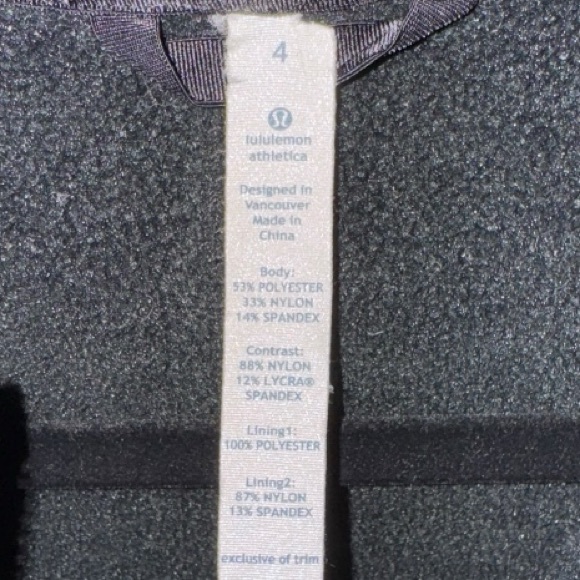 4
lululemon
athletica
Designed in
Vancouver
Made in
China
Body:
53% POLYESTER
33% NYLON
14% SPANDEX
Contrast:
88% NYLON
12% LYCRA®
SPANDEX
Lining1:
100% POLYESTER
Lining2:
87% NYLON
13% SPANDEX
exclusive of trim